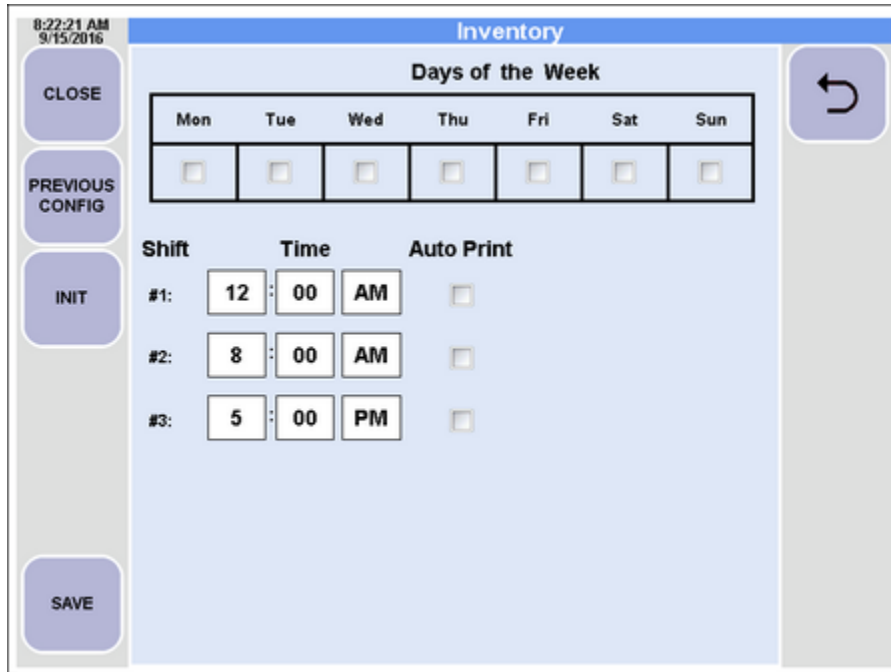 8:22:21 AM
9/15/2016
Inventory
CLOSE
PREVIOUS
CONFIG
INIT
SAVE
Days of the Week
Mon Tue Wed Thu Fri Sat Sun
Shift Time Auto Print
#1: 12 : 00 AM
#2: 8 : 00 AM
#3: 5 : 00 PM